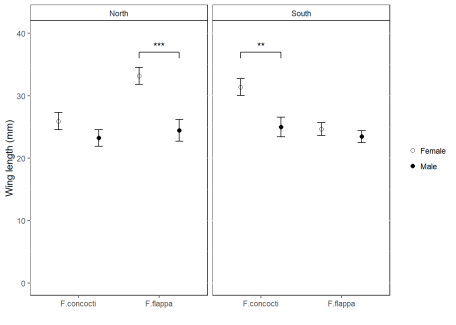 North
South
Wing length (mm)
40
30
20
10
0
***
**
F.concocti
F.flappa
F.concocti
F.flappa
Female
Male